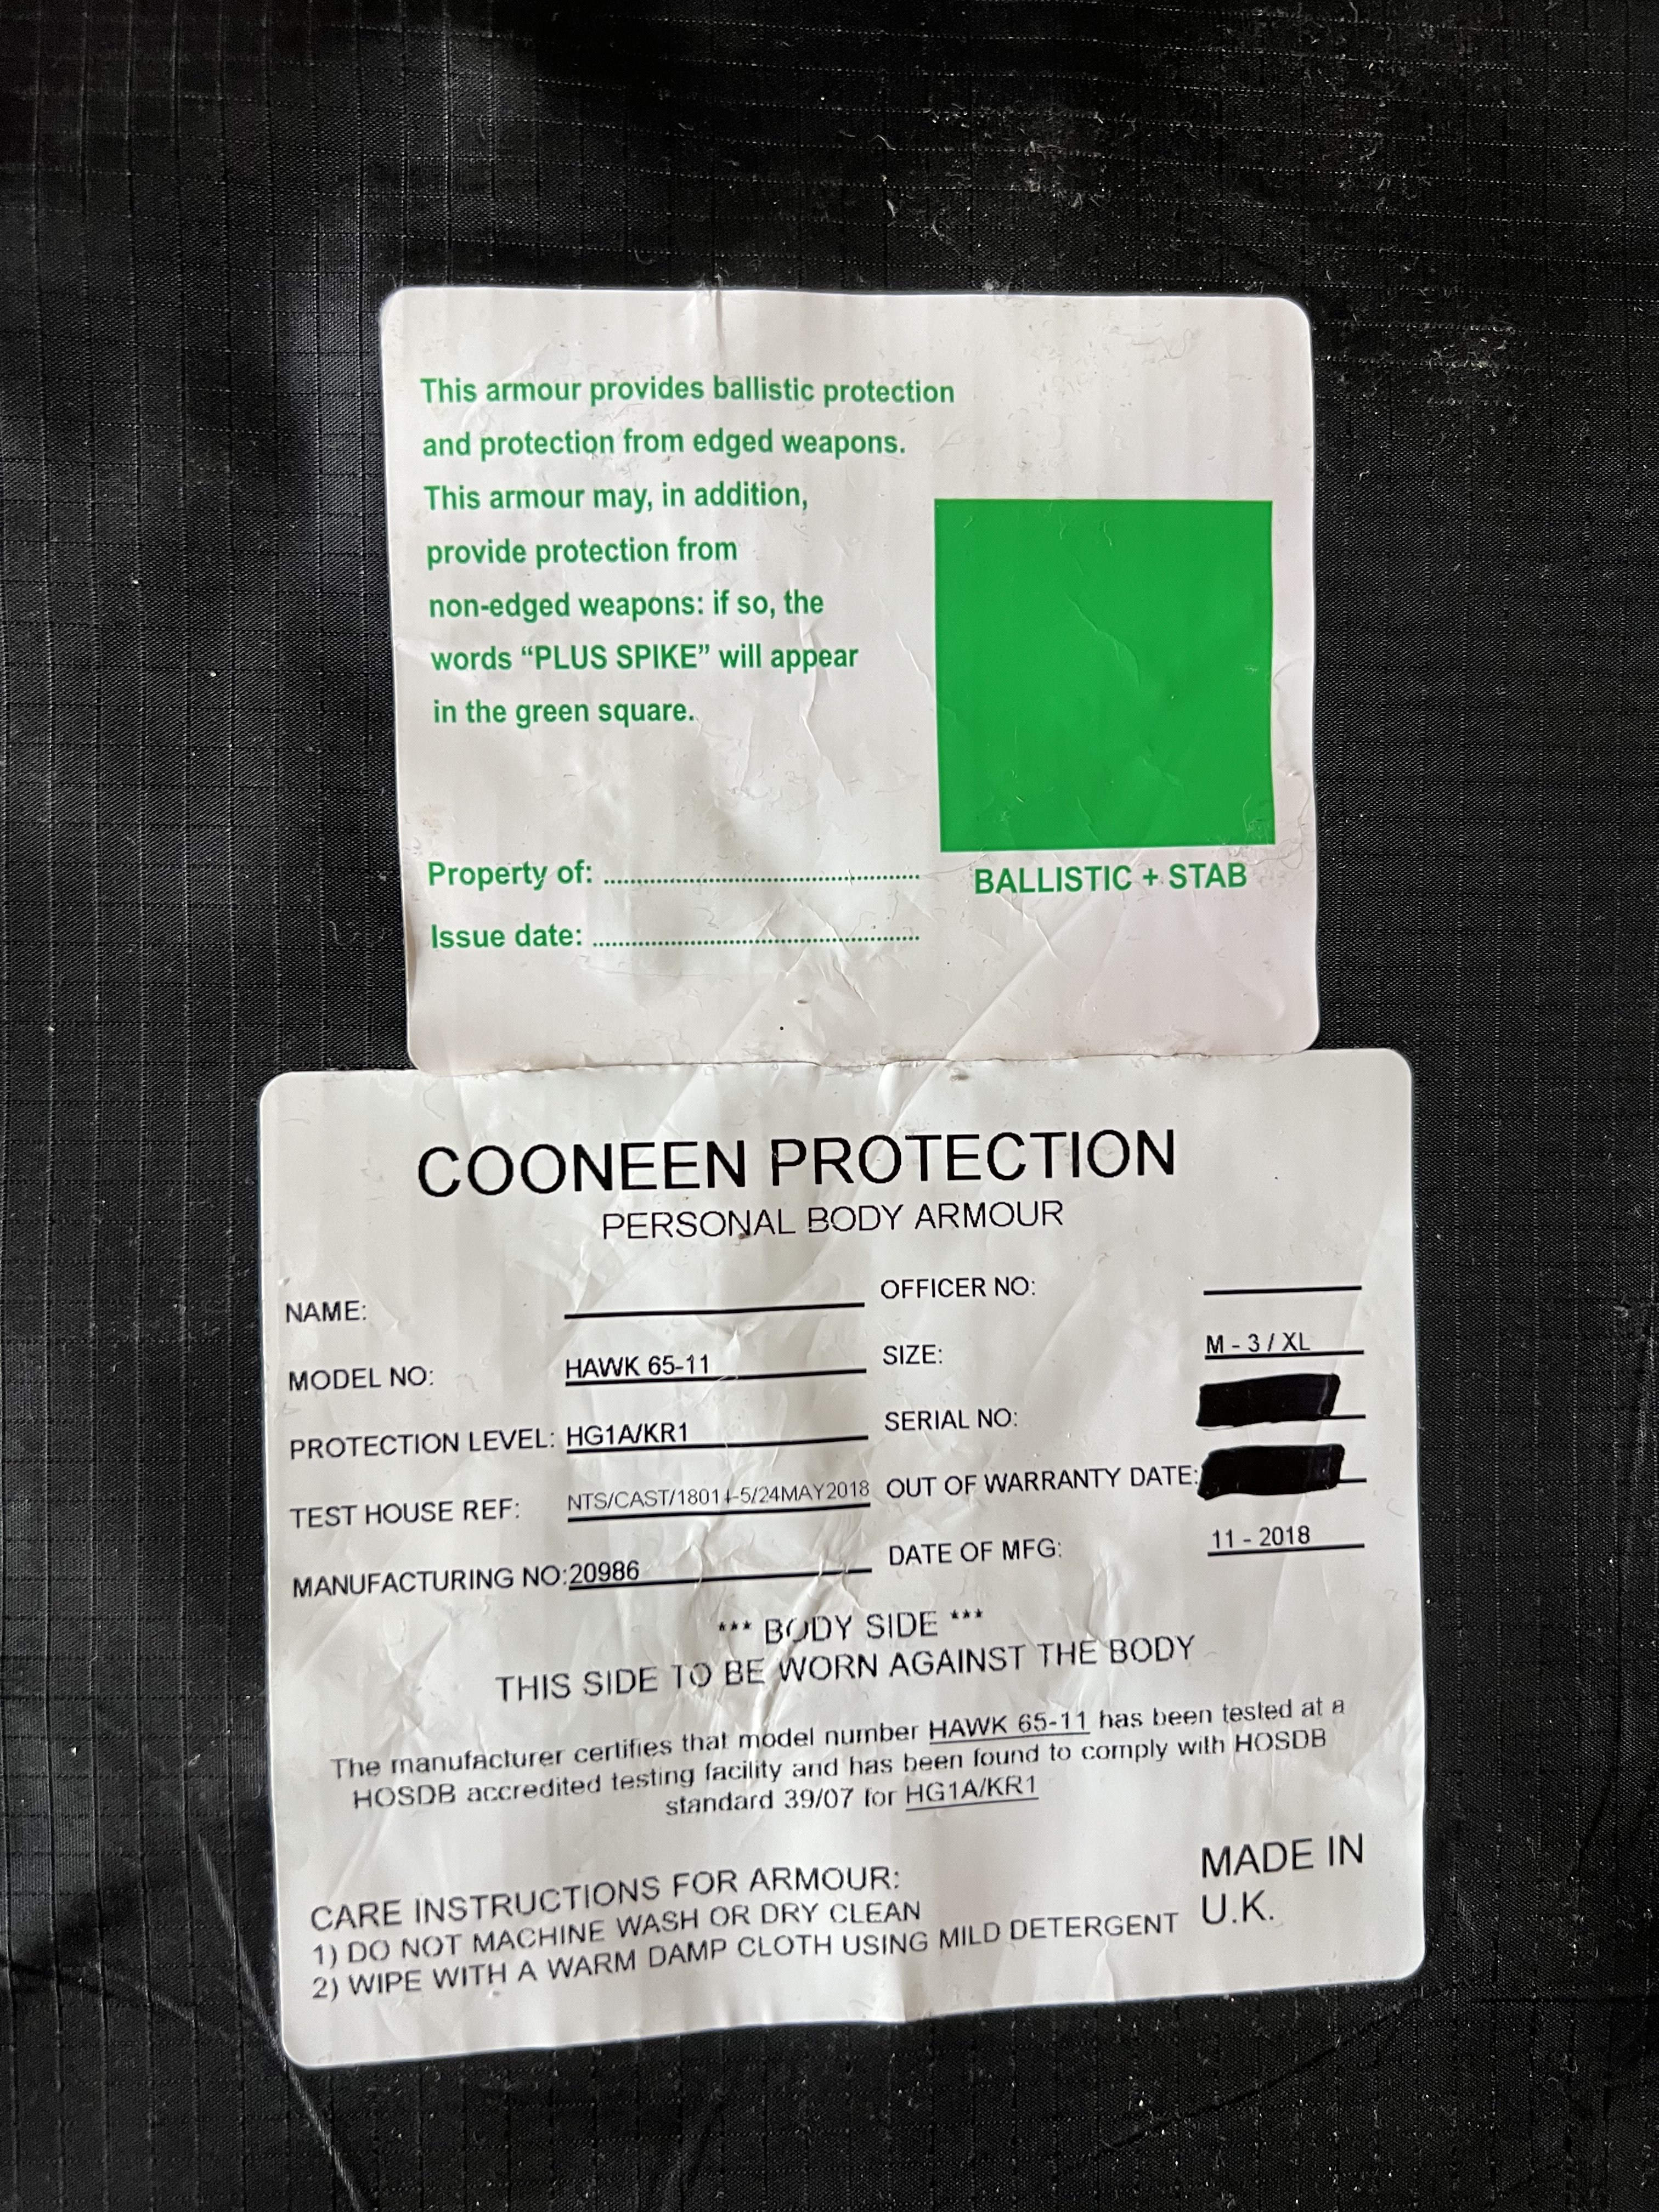 This armour provides ballistic protection
and protection from edged weapons.
This armour may, in addition,
provide protection from
non-edged weapons: if so, the
words “PLUS SPIKE” will appear
in the green square.
Property of: ........................................
Issue date: ........................................
BALLISTIC + STAB
COONEEN PROTECTION
PERSONAL BODY ARMOUR
NAME:
OFFICER NO:
MODEL NO: HAWK 65-11
SIZE: M - 3 / XL
PROTECTION LEVEL: HG1A/KR1
SERIAL NO:
TEST HOUSE REF:
OUT OF WARRANTY DATE:
MANUFACTURING NO:20986
DATE OF MFG: 11 - 2018
*** BODY SIDE ***
THIS SIDE TO BE WORN AGAINST THE BODY
The manufacturer certifies that model number HAWK 65-11 has been tested at a
HOSDB accredited testing facility and has been found to comply with HOSDB
standard 39/07 for HG1A/KR1
CARE INSTRUCTIONS FOR ARMOUR:
1) DO NOT MACHINE WASH OR DRY CLEAN
2) WIPE WITH A WARM DAMP CLOTH USING MILD DETERGENT
MADE IN
U.K.